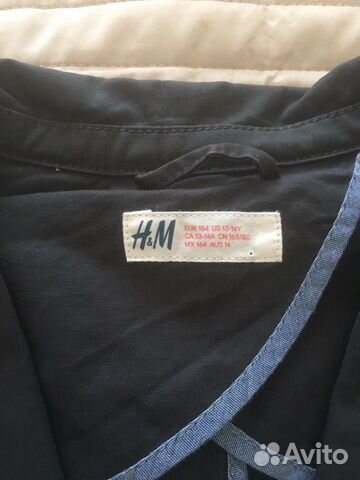 H&M
EUR 164 US 13-14Y
CA 13-14A CN 165/80
MX 164 AUS 14
Avito